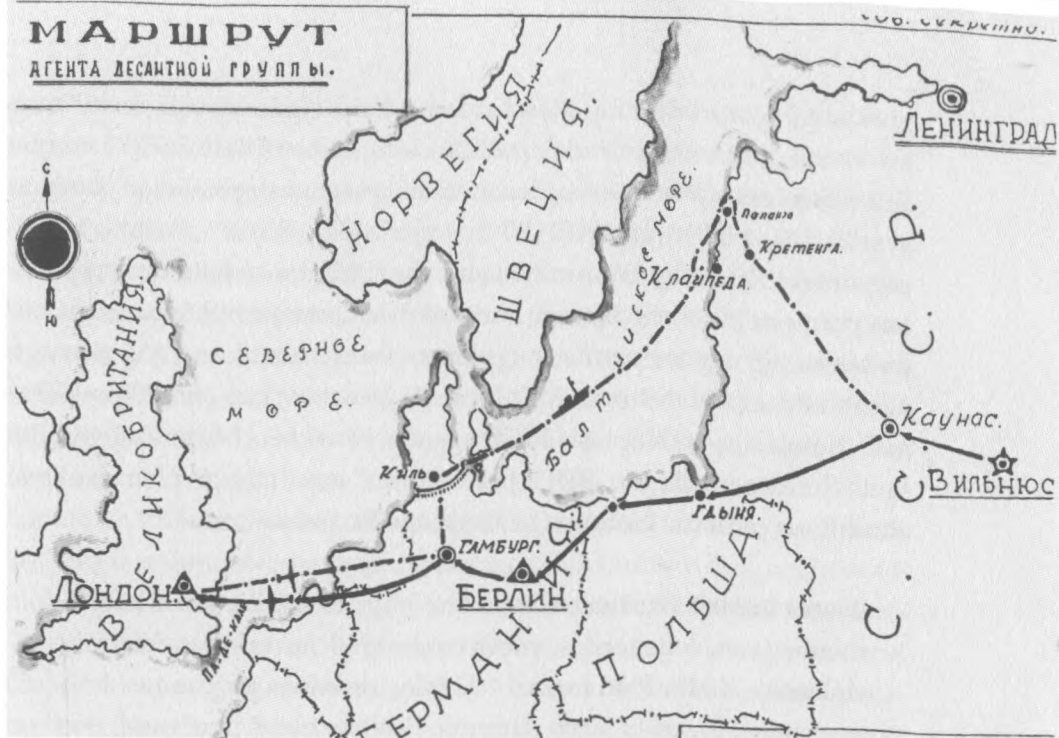 МАРШРУТ
АГЕНТА ДЕСАНТНОЙ ГРУППЫ.
Сов. секретно.
ЛЕНИНГРАД
НОРВЕГИЯ
ШВЕЦИЯ.
Паланга
Кретенга.
КЛАЙПЕДА.
БАЛТИЙСКОЕ МОРЕ.
СЕВЕРНОЕ
МОРЕ.
ВЕЛИКОБРИТАНИЯ.
Ю
С.С.С.Р.
КАУНАС.
ВИЛЬНЮС
Киль
ГДЫНЯ.
ГАМБУРГ.
ЛОНДОН
БЕРЛИН
ГЕРМАНСК
ПОЛЬША